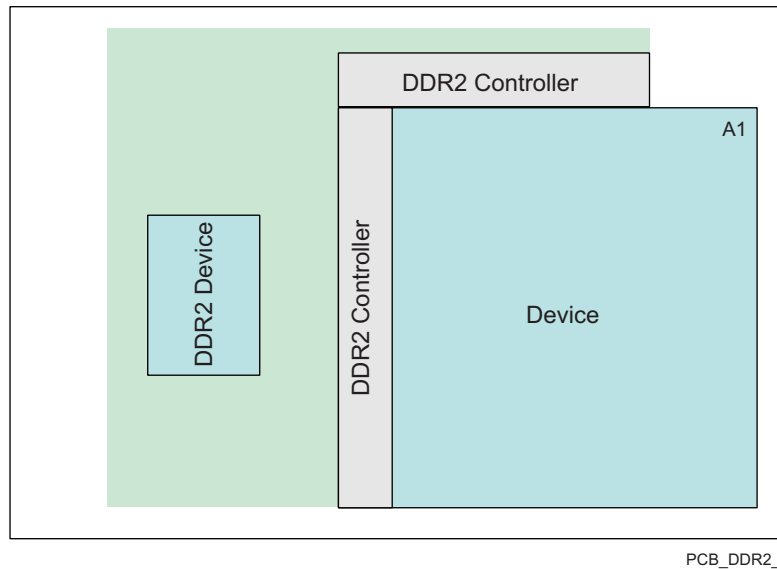 DDR2 Controller
A1
DDR2 Device
DDR2 Controller
Device
PCB_DDR2_